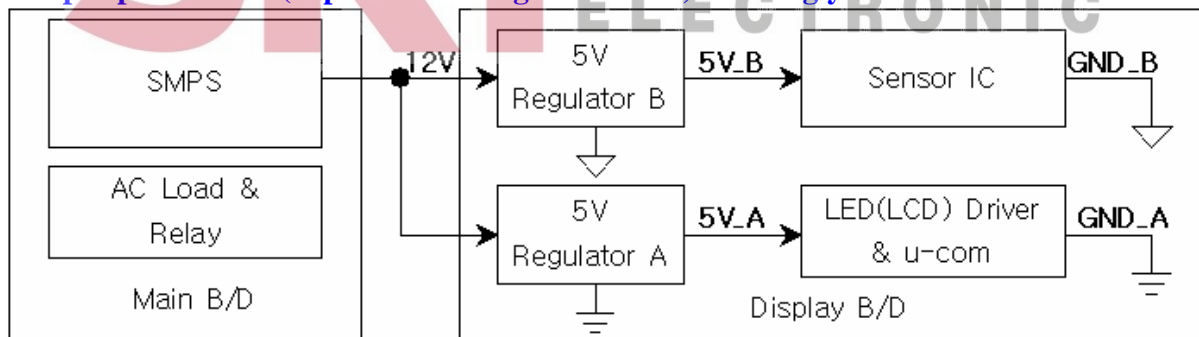 ELECTRONIC
SMPS
AC Load &
Relay
Main B/D
12V
5V
Regulator B
5V_B
Sensor IC
GND_B
5V
Regulator A
5V_A
LED(LCD) Driver
& u-com
GND_A
Display B/D